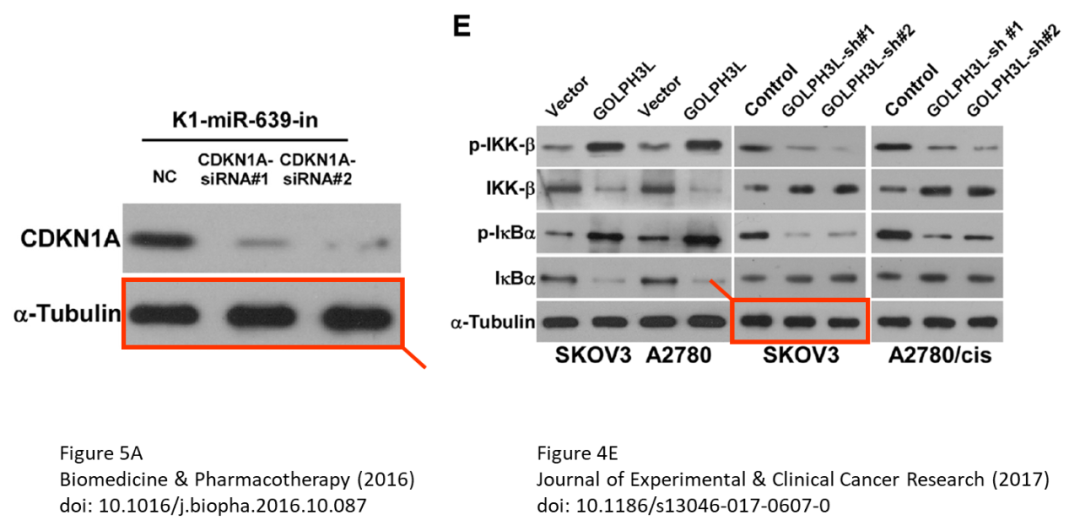 K1-miR-639-in
NC CDKN1A-siRNA#1 CDKN1A-siRNA#2
CDKN1A
α-Tubulin
Figure 5A
Biomedicine & Pharmacotherapy (2016)
doi: 10.1016/j.biopha.2016.10.087
E
Vector GOLPH3L Vector GOLPH3L Control GOLPH3L-sh#1 GOLPH3L-sh#2 Control GOLPH3L-sh #1 GOLPH3L-sh#2
p-IKK-β
IKK-β
p-IκBα
IκBα
α-Tubulin
SKOV3 A2780 SKOV3 A2780/cis
Figure 4E
Journal of Experimental & Clinical Cancer Research (2017)
doi: 10.1186/s13046-017-0607-0